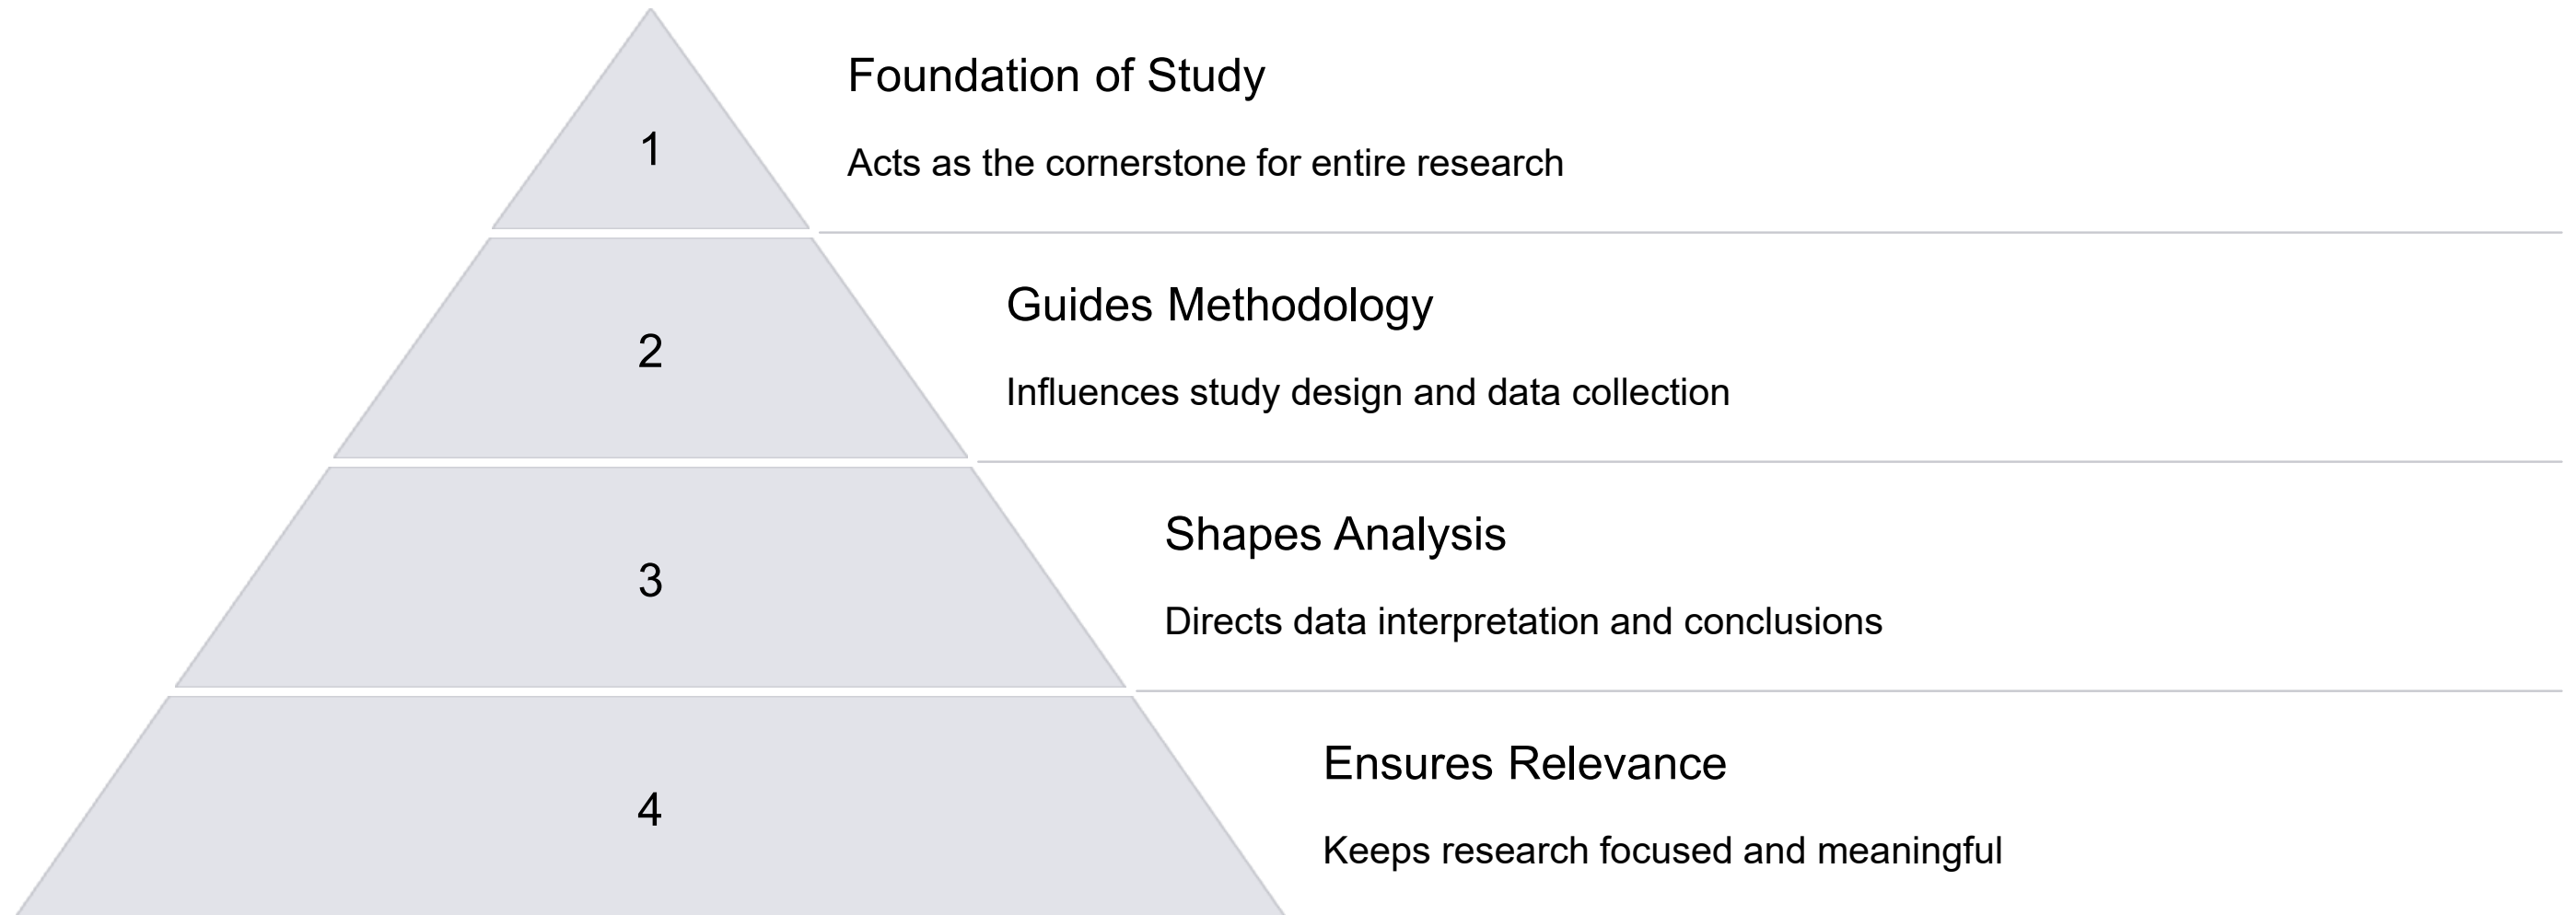 Foundation of Study
1
Acts as the cornerstone for entire research
Guides Methodology
2
Influences study design and data collection
Shapes Analysis
3
Directs data interpretation and conclusions
Ensures Relevance
4
Keeps research focused and meaningful